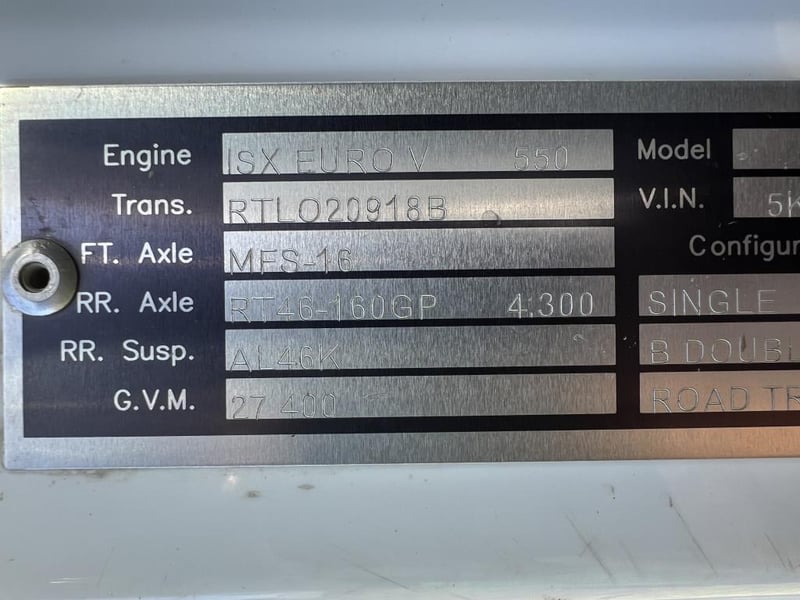 Engine ISX EURO V 550
Trans. RTLO20918B
FT. Axle MFS-16
RR. Axle RT46-160GP 4:300
RR. Susp. AL46K
G.V.M. 27 400
Model
V.I.N. 5K
Configur
SINGLE
B DOUBL
ROAD TR